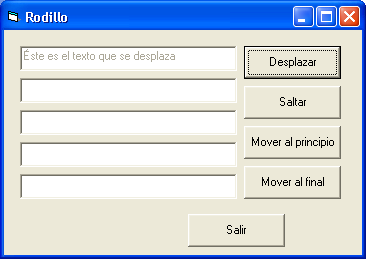 Rodillo
Éste es el texto que se desplaza
Desplazar
Saltar
Mover al principio
Mover al final
Salir